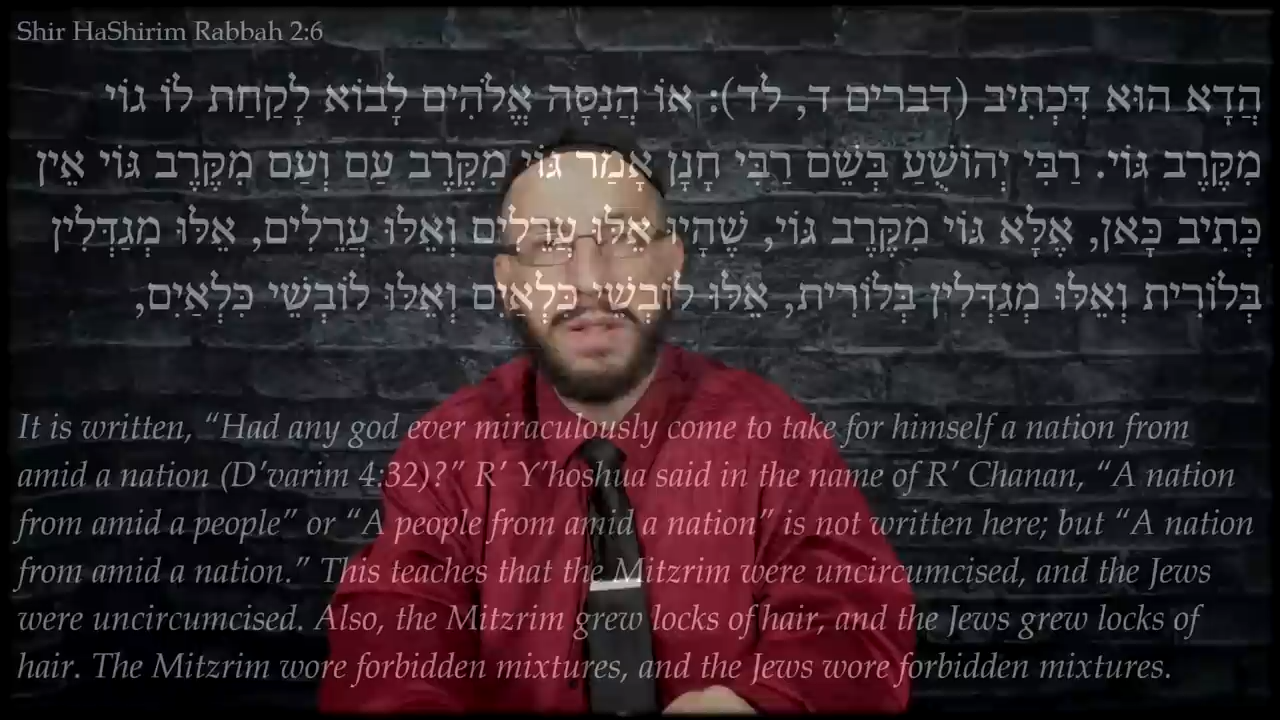 Shir HaShirim Rabbah 2:6
הֲדָא הוּא דִּכְתִיב (דברים ד, לד): אוֹ הֲנִסָּה אֱלֹהִים לָבוֹא לָקַחַת לוֹ גוֹי
מִקֶּרֶב גּוֹי. רַבִּי יְהוֹשֻׁעַ בְּשֵׁם רַבִּי חָנָן אָמַר גּוֹי מִקֶּרֶב עַם וְעַם מִקֶּרֶב גּוֹי אֵין
כְּתִיב כָּאן, אֶלָּא גוֹי מִקֶּרֶב גּוֹי, שֶׁהָיוּ אֵלּוּ עֲרֵלִים וְאֵלּוּ עֲרֵלִים, אֵלּוּ מְגַדְּלִין
בְּלוֹרִית וְאֵלּוּ מְגַדְּלִין בְּלוֹרִית, אֵלּוּ לוֹבְשֵׁי כִּלְאַיִם וְאֵלּוּ לוֹבְשֵׁי כִּלְאַיִם,
It is written, “Had any god ever miraculously come to take for himself a nation from
amid a nation (D’varim 4:32)?” R’ Y’hoshua said in the name of R’ Chanan, “A nation
from amid a people” or “A people from amid a nation” is not written here; but “A nation
from amid a nation.” This teaches that the Mitzrim were uncircumcised, and the Jews
were uncircumcised. Also, the Mitzrim grew locks of hair, and the Jews grew locks of
hair. The Mitzrim wore forbidden mixtures, and the Jews wore forbidden mixtures.